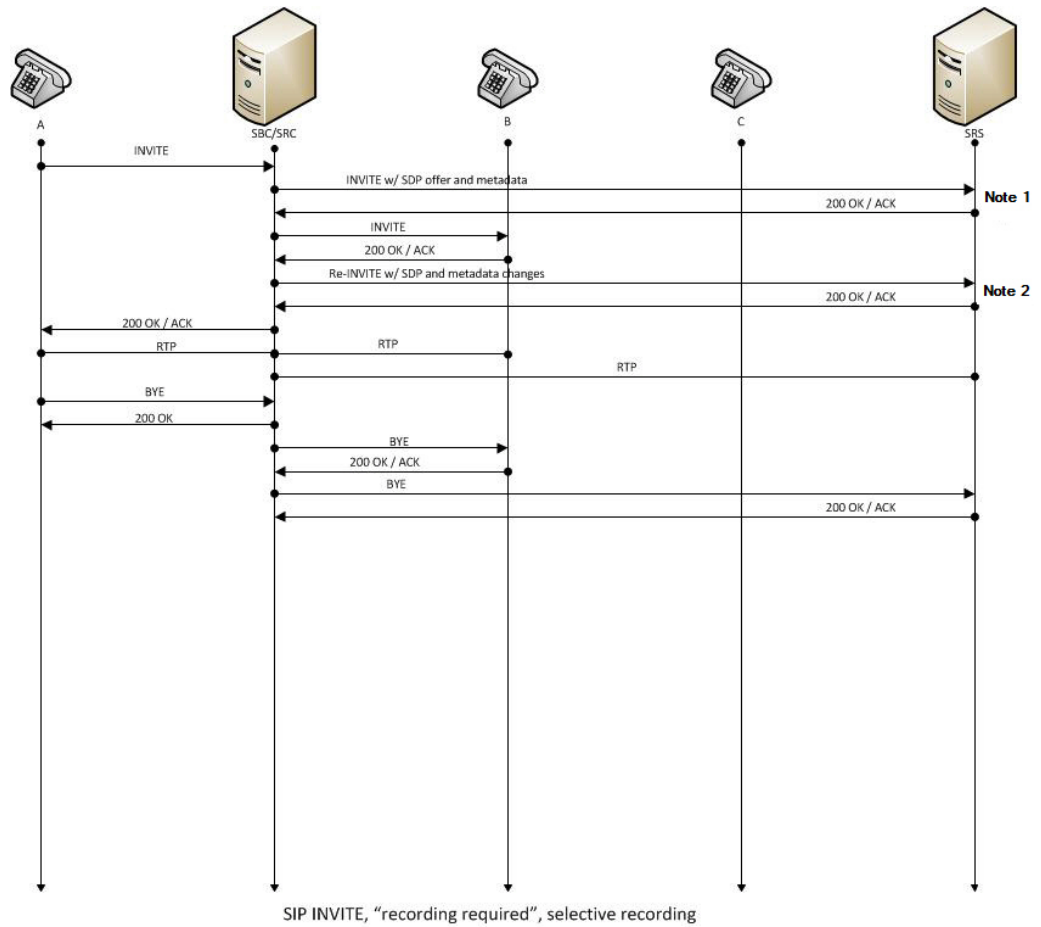 A
SBC/SRC
B
C
SRS
INVITE
INVITE w/ SDP offer and metadata
Note 1
200 OK / ACK
INVITE
200 OK / ACK
Re-INVITE w/ SDP and metadata changes
Note 2
200 OK / ACK
200 OK / ACK
RTP
RTP
RTP
BYE
200 OK
BYE
200 OK / ACK
BYE
200 OK / ACK
SIP INVITE, “recording required”, selective recording